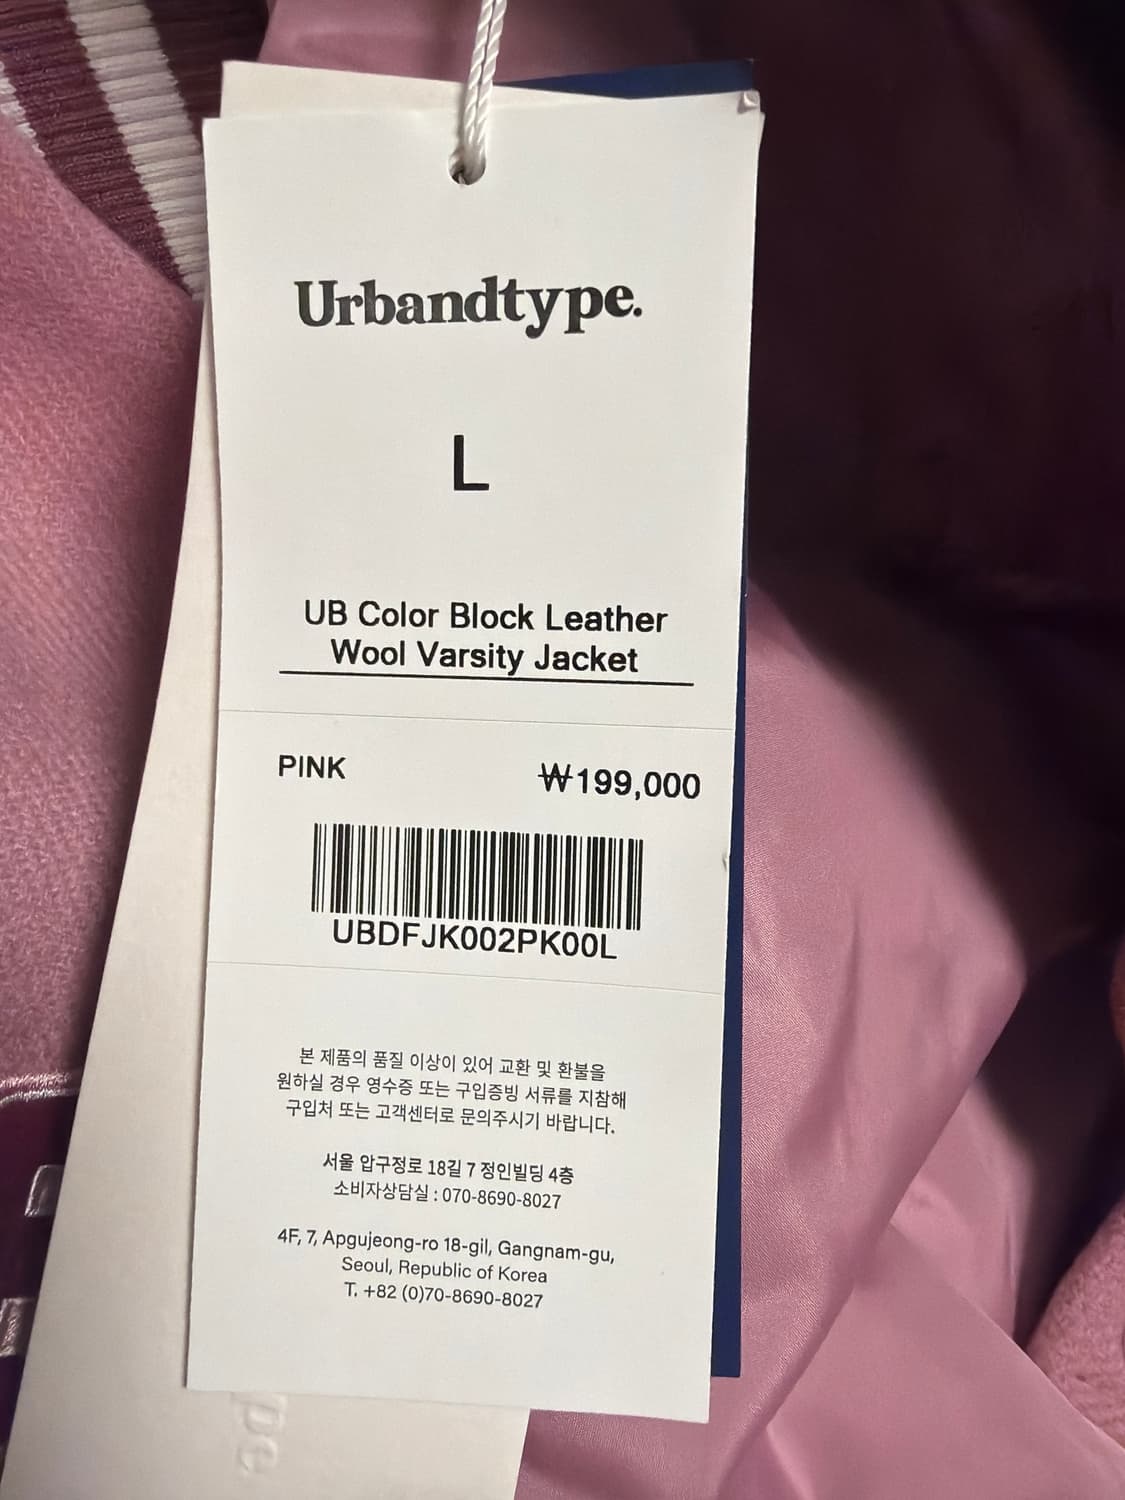 Urbandtype.
L
UB Color Block Leather
Wool Varsity Jacket
PINK
₩199,000
UBDFJK002PK00L
본 제품의 품질 이상이 있어 교환 및 환불을
원하실 경우 영수증 또는 구입증빙 서류를 지참해
구입처 또는 고객센터로 문의주시기 바랍니다.
서울 압구정로 18길 7 정인빌딩 4층
소비자상담실 : 070-8690-8027
4F, 7, Apgujeong-ro 18-gil, Gangnam-gu,
Seoul, Republic of Korea
T. +82 (0)70-8690-8027
pe